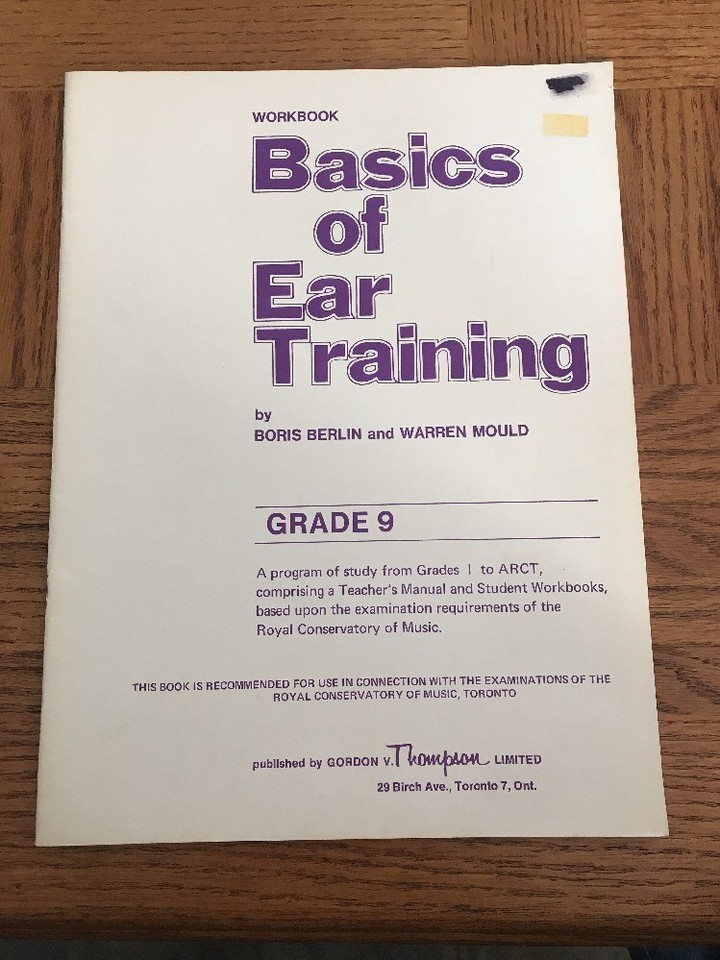 WORKBOOK
Basics
of
Ear
Training
by
BORIS BERLIN and WARREN MOULD
GRADE 9
A program of study from Grades 1 to ARCT,
comprising a Teacher's Manual and Student Workbooks,
based upon the examination requirements of the
Royal Conservatory of Music.
THIS BOOK IS RECOMMENDED FOR USE IN CONNECTION WITH THE EXAMINATIONS OF THE
ROYAL CONSERVATORY OF MUSIC, TORONTO
published by GORDON V. Thompson LIMITED
29 Birch Ave., Toronto 7, Ont.